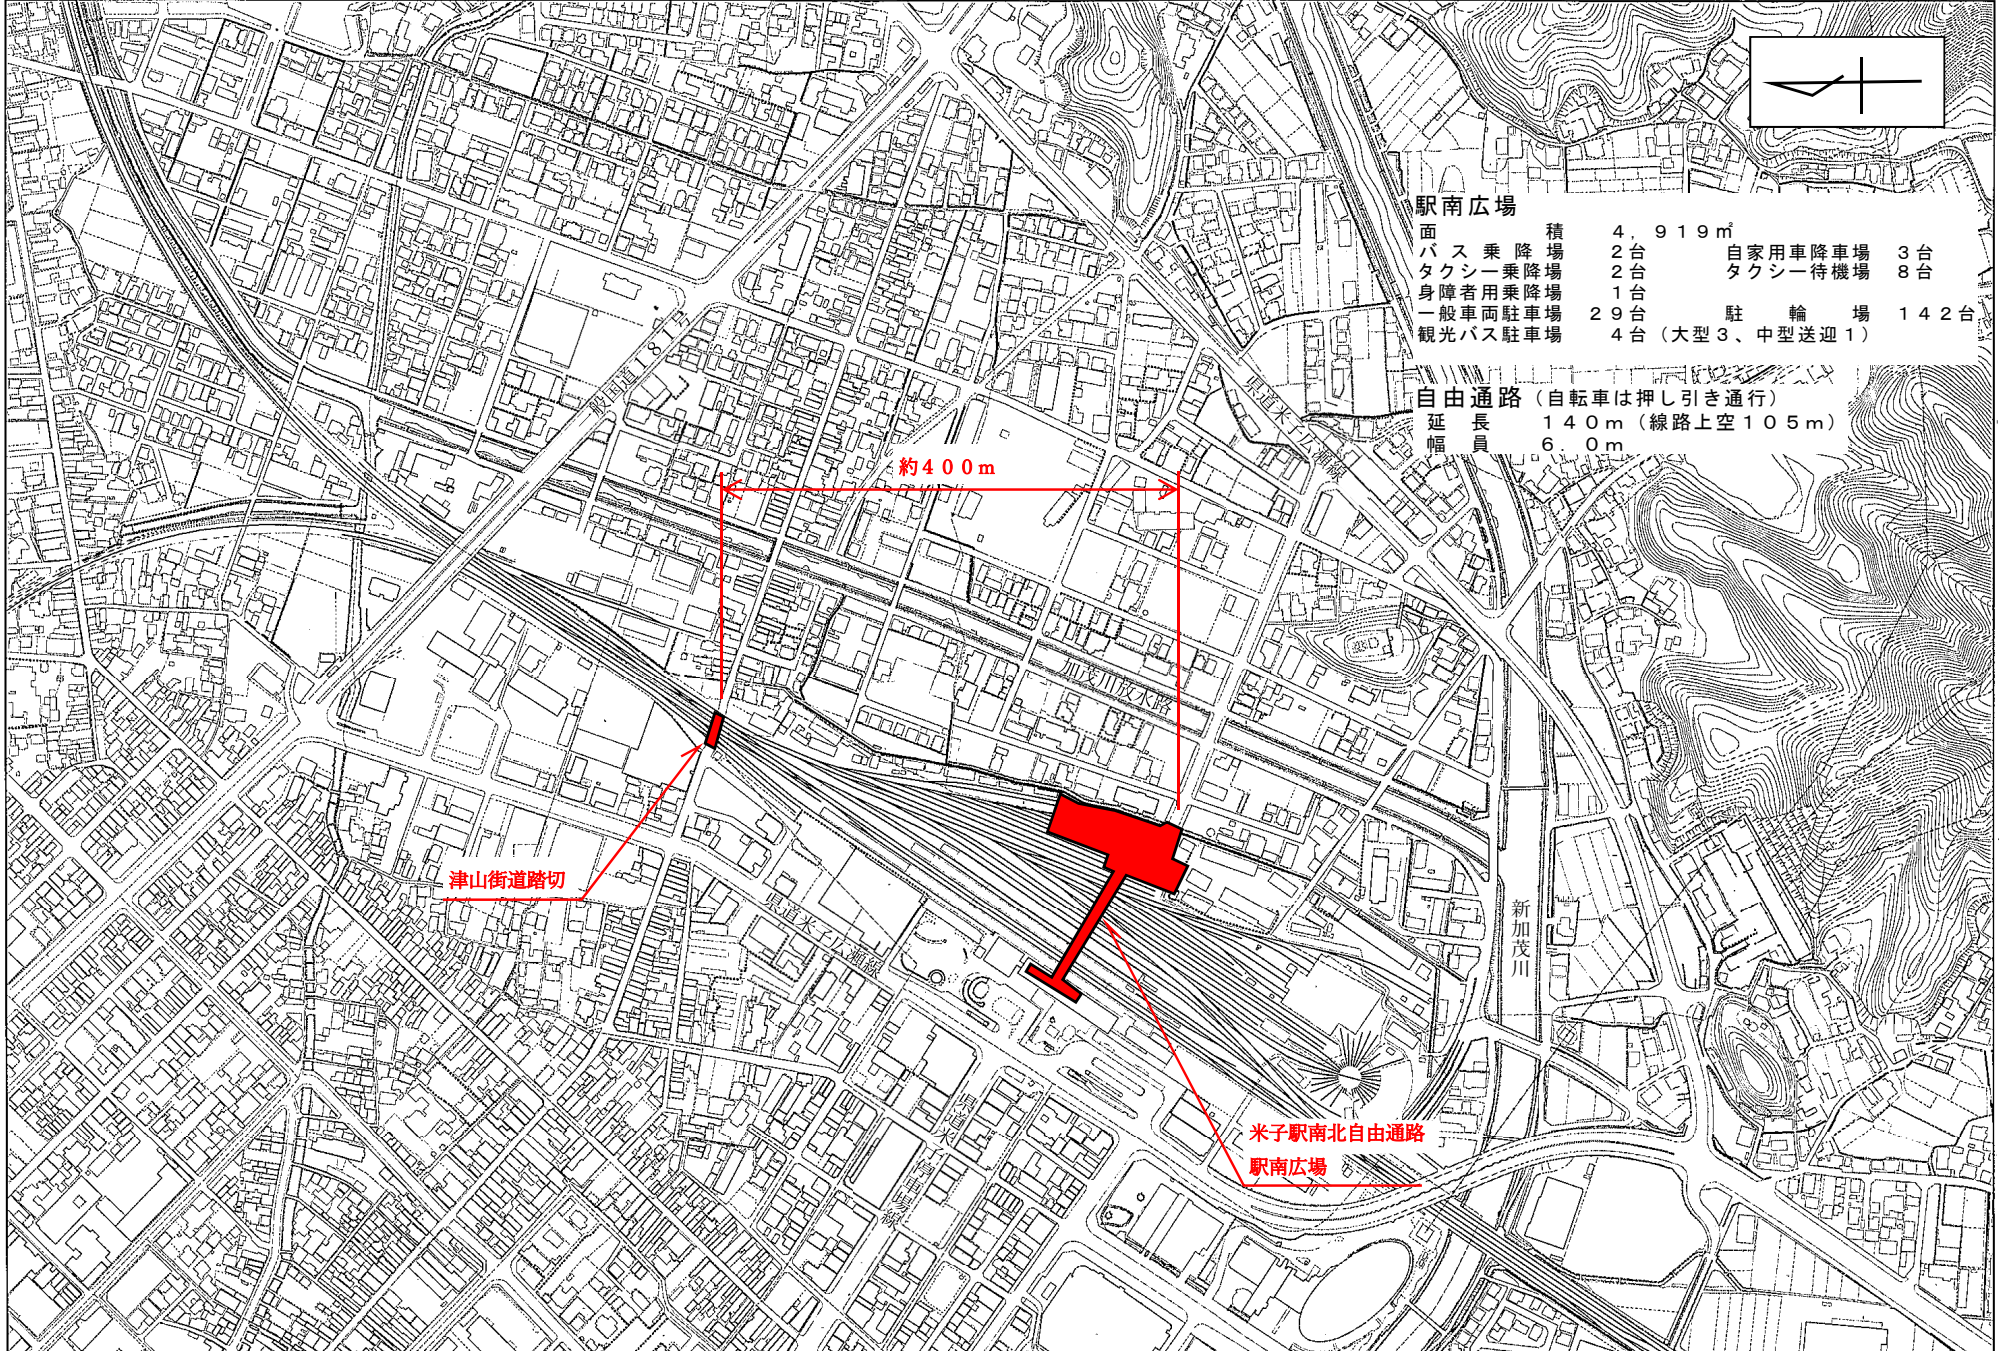 駅南広場
面　　　　積　４，９１９㎡
バス乗降場　２台　自家用車降車場　３台
タクシー乗降場　２台　タクシー待機場　８台
身障者用乗降場　１台
一般車両駐車場　２９台　駐　輪　場　１４２台
観光バス駐車場　４台（大型３、中型送迎１）
自由通路（自転車は押し引き通行）
延　長　１４０ｍ（線路上空１０５ｍ）
幅　員　６．０ｍ
約４００ｍ
県道米子広瀬線
加茂川放水路
津山街道踏切
県道米子広瀬線
新加茂川
米子駅南北自由通路
駅南広場